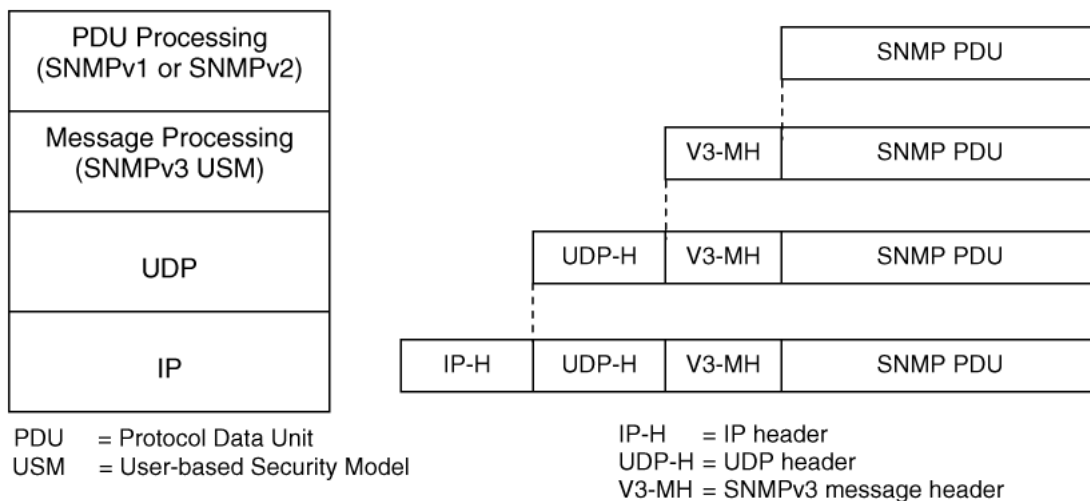 PDU Processing
(SNMPv1 or SNMPv2)
SNMP PDU
Message Processing
(SNMPv3 USM)
V3-MH SNMP PDU
UDP
UDP-H V3-MH SNMP PDU
IP
IP-H UDP-H V3-MH SNMP PDU
PDU = Protocol Data Unit
USM = User-based Security Model
IP-H = IP header
UDP-H = UDP header
V3-MH = SNMPv3 message header